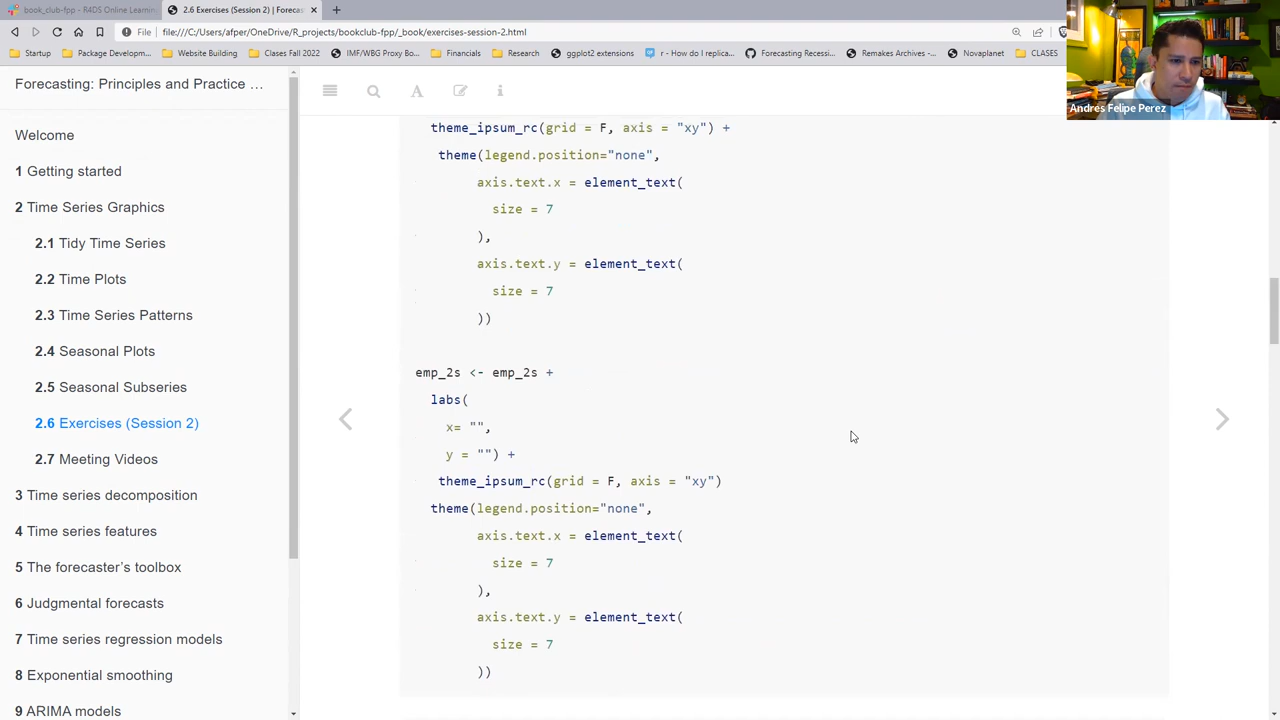 book_club-fpp - R4DS Online Learning
2.6 Exercises (Session 2) | Forecas
File
file:///C:/Users/afper/OneDrive/R_projects/bookclub-fpp/_book/exercises-session-2.html
Startup
Package Developm...
Website Building
Clases Fall 2022
IMF/WBG Proxy Bo...
Financials
Positron
ggplot2 extensions
r - How do I replica...
Forecasting Recessi...
Remakes Archives -...
Novaplanet
CLASES
Andres Felipe Perez
Forecasting: Principles and Practice ...
Welcome
1 Getting started
2 Time Series Graphics
2.1 Tidy Time Series
2.2 Time Plots
2.3 Time Series Patterns
2.4 Seasonal Plots
2.5 Seasonal Subseries
2.6 Exercises (Session 2)
2.7 Meeting Videos
3 Time series decomposition
4 Time series features
5 The forecaster's toolbox
6 Judgmental forecasts
7 Time series regression models
8 Exponential smoothing
9 ARIMA models
theme_ipsum_rc(grid = F, axis = "xy") +
theme(legend.position="none",
axis.text.x = element_text(
size = 7
),
axis.text.y = element_text(
size = 7
))
emp_2s <- emp_2s +
labs(
x= "",
y = "") +
theme_ipsum_rc(grid = F, axis = "xy")
theme(legend.position="none",
axis.text.x = element_text(
size = 7
),
axis.text.y = element_text(
size = 7
))